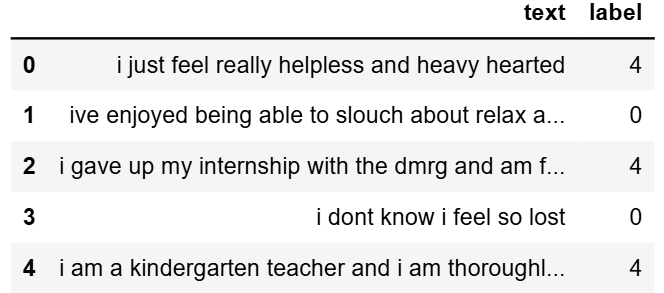 text label
0 i just feel really helpless and heavy hearted 4
1 ive enjoyed being able to slouch about relax a... 0
2 i gave up my internship with the dmrg and am f... 4
3 i dont know i feel so lost 0
4 i am a kindergarten teacher and i am thoroughl... 4